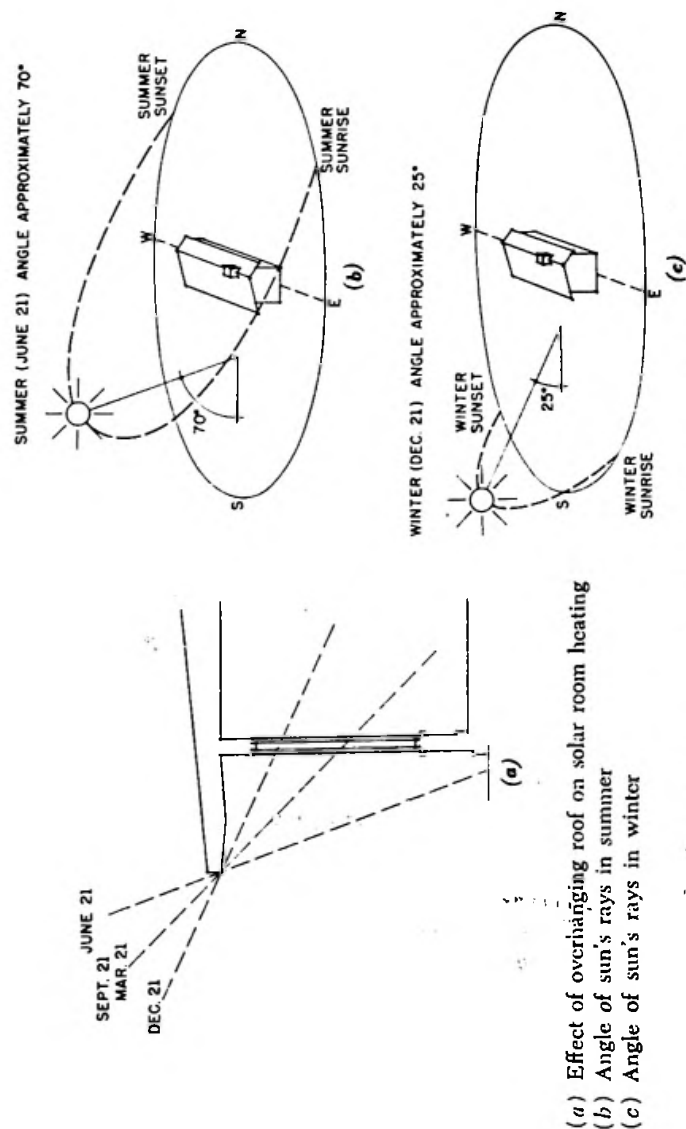 JUNE 21
SEPT. 21
MAR. 21
DEC. 21
(a)
SUMMER (JUNE 21) ANGLE APPROXIMATELY 70°
SUMMER
SUNSET
N
W
70°
S
E
SUMMER
SUNRISE
(b)
WINTER (DEC. 21) ANGLE APPROXIMATELY 25°
WINTER
SUNSET
N
W
25°
S
E
WINTER
SUNRISE
(c)
(a) Effect of overhanging roof on solar room heating
(b) Angle of sun's rays in summer
(c) Angle of sun's rays in winter